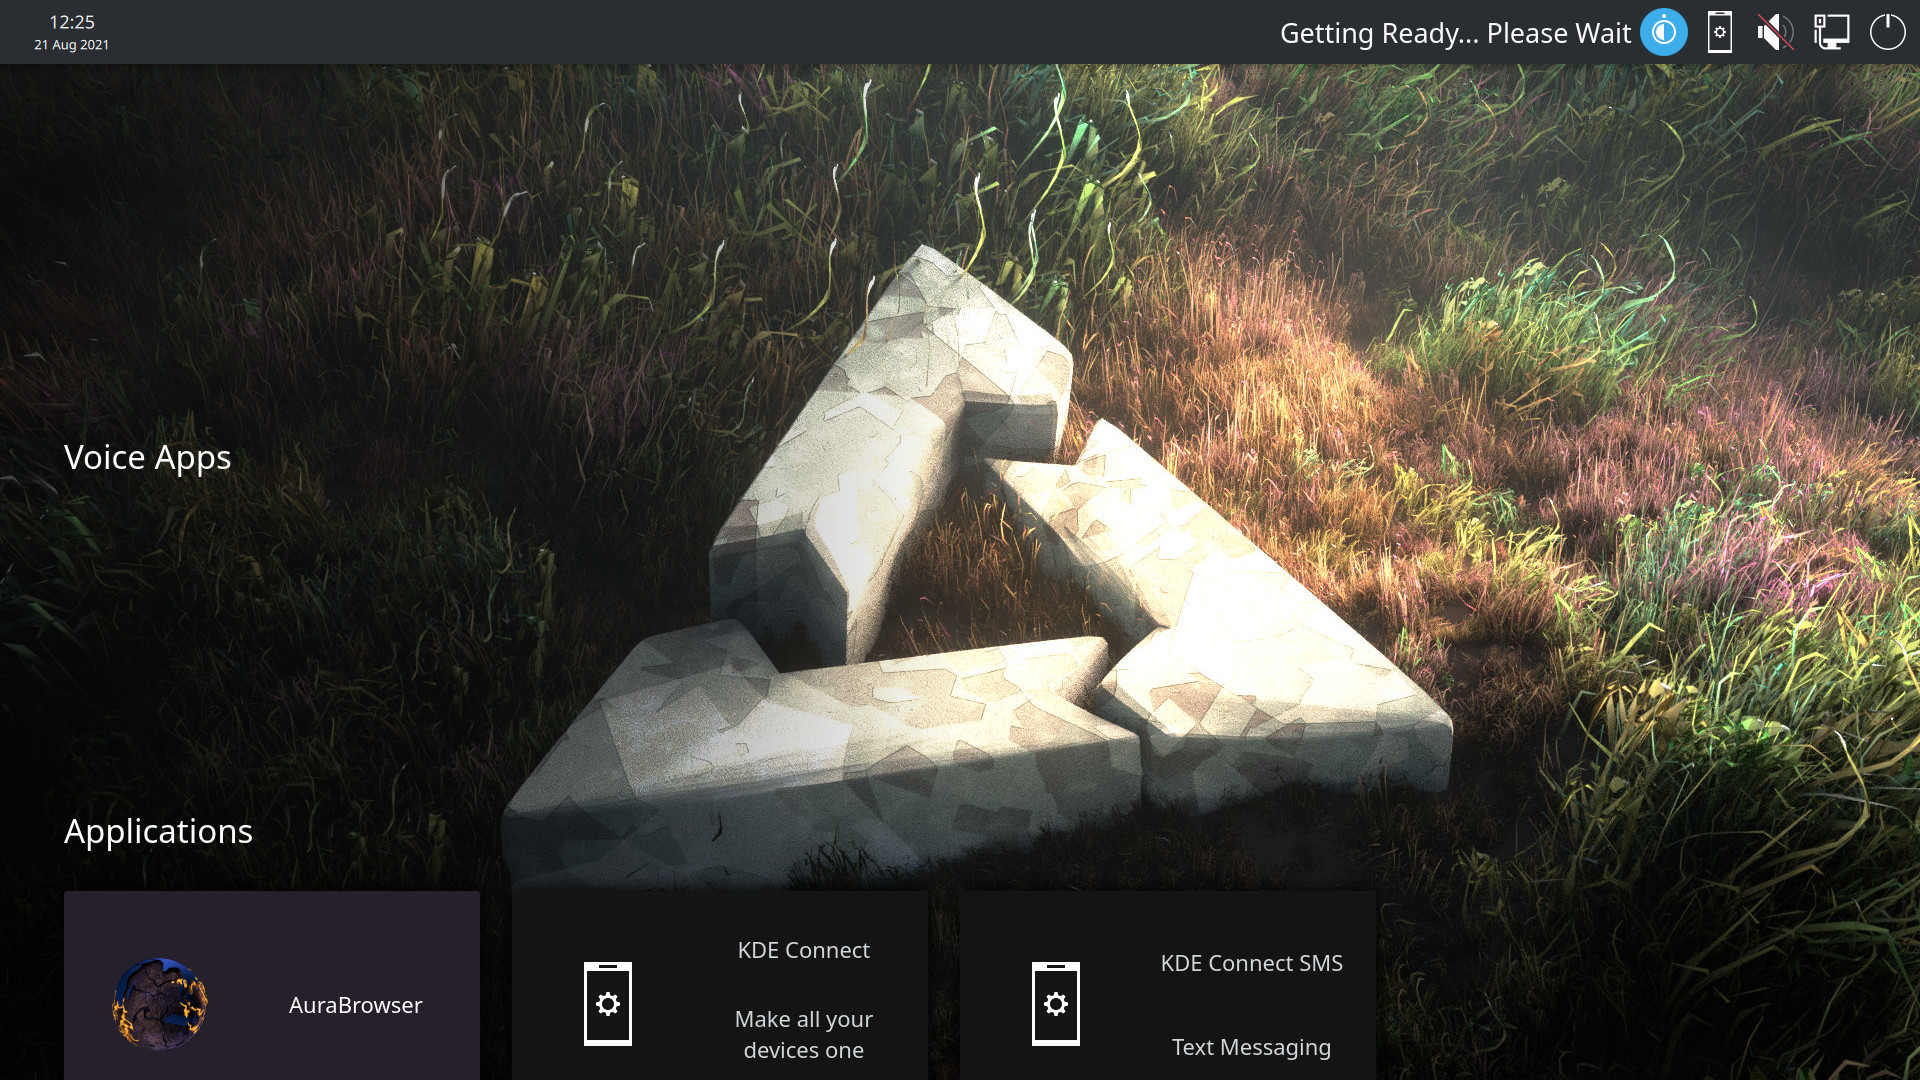 12:25
21 Aug 2021
Getting Ready... Please Wait
Voice Apps
Applications
AuraBrowser
KDE Connect
Make all your
devices one
KDE Connect SMS
Text Messaging